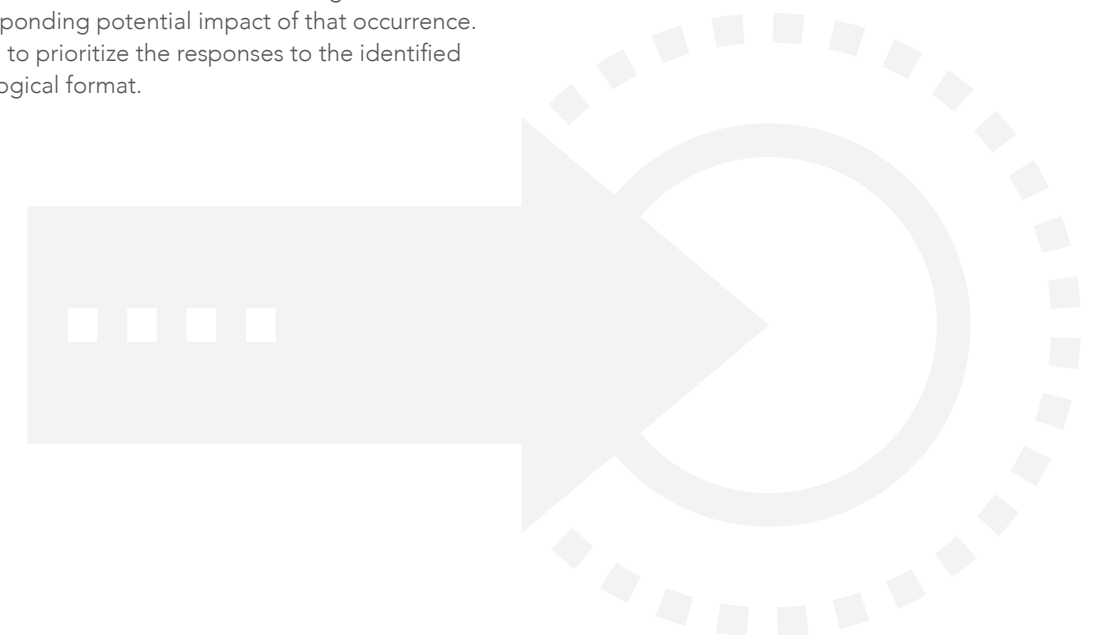 ponding potential impact of that occurrence.
to prioritize the responses to the identified
ogical format.